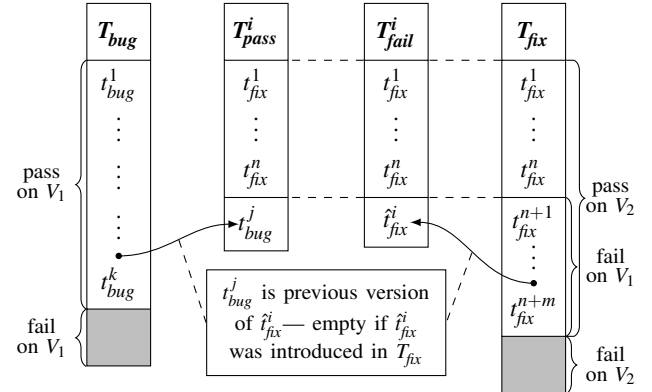 T_bug T^i_pass T^i_fail T_fix
t^1_bug t^1_fix t^1_fix t^1_fix
t^n_fix t^n_fix t^n_fix
pass
on V_1
pass
on V_2
t^j_bug t̂^i_fix t^{n+1}_fix
fail
on V_1
t^k_bug
t^{n+m}_fix
t^j_bug is previous version
of t̂^i_fix— empty if t̂^i_fix
was introduced in T_fix
fail
on V_1
fail
on V_2